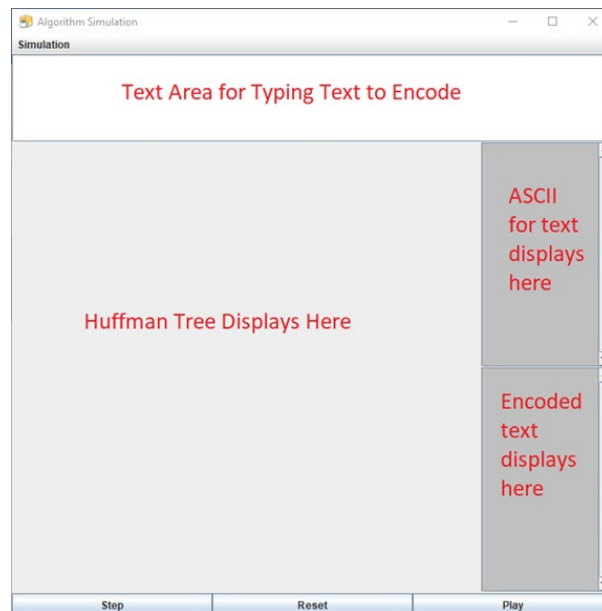 Algorithm Simulation
Simulation
Text Area for Typing Text to Encode
ASCII
for text
displays
here
Huffman Tree Displays Here
Encoded
text
displays
here
Step Reset Play